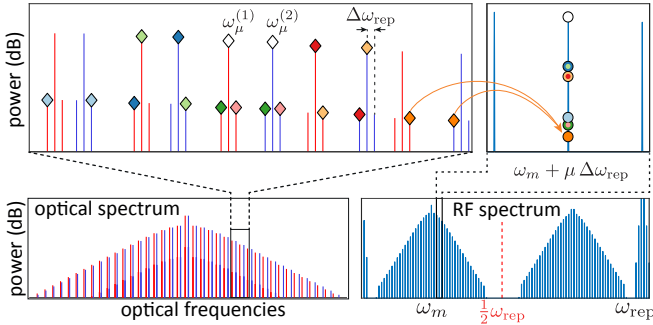 power (dB)
ω_μ^(1) ω_μ^(2) Δω_rep
ω_m + μ Δω_rep
power (dB)
optical spectrum
RF spectrum
optical frequencies
ω_m ½ω_rep ω_rep